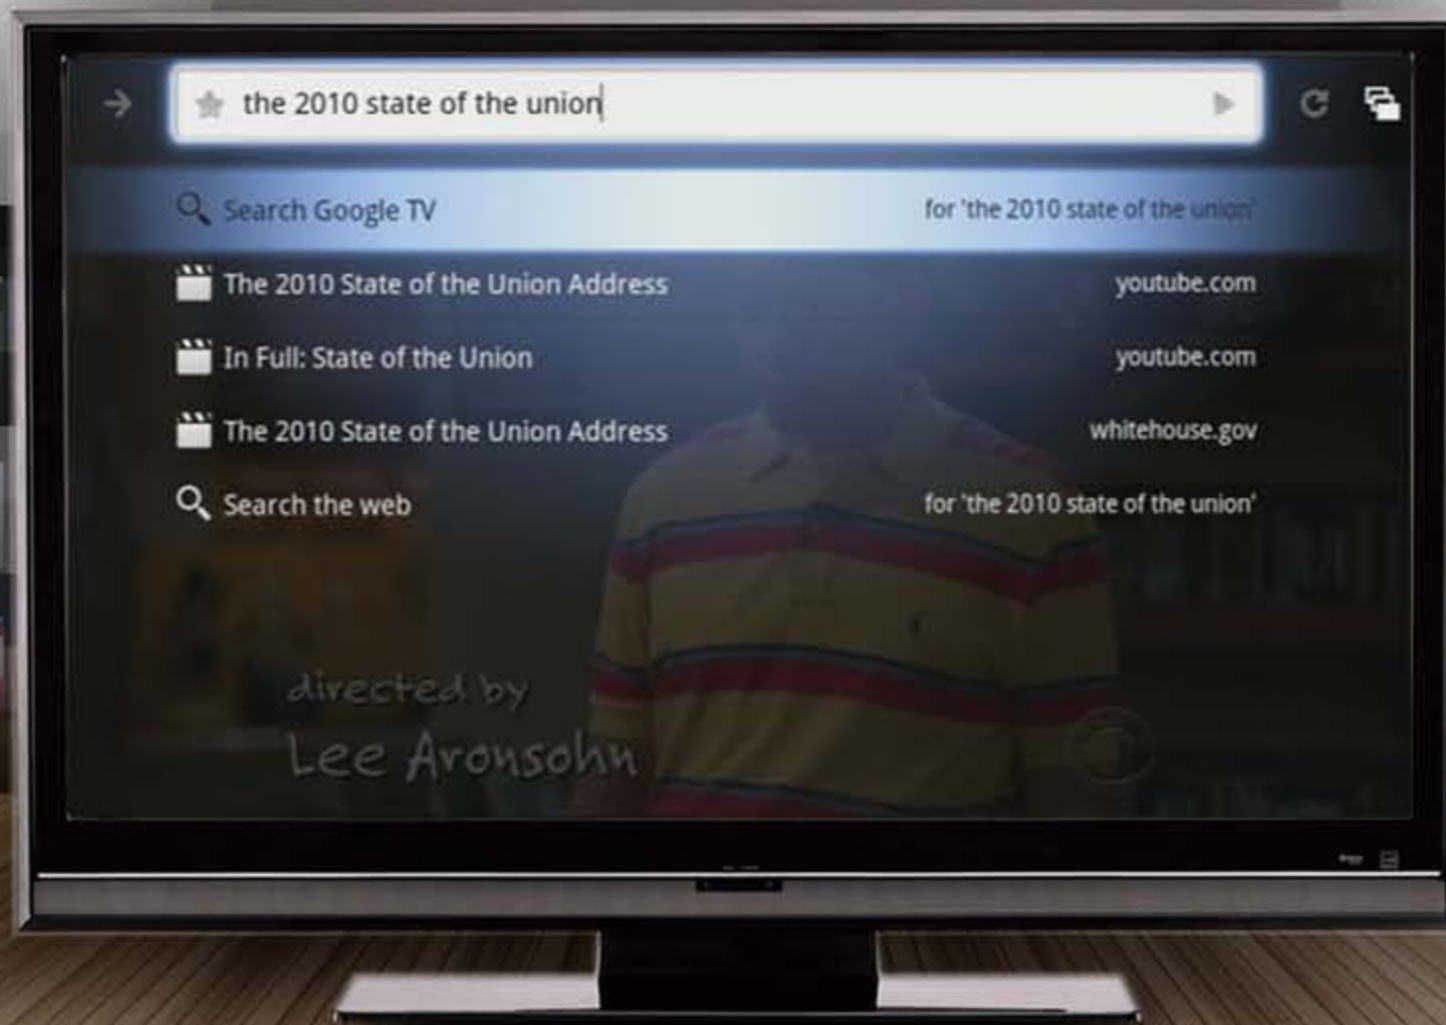 the 2010 state of the union
Search Google TV for 'the 2010 state of the union'
The 2010 State of the Union Address youtube.com
In Full: State of the Union youtube.com
The 2010 State of the Union Address whitehouse.gov
Search the web for 'the 2010 state of the union'
directed by
Lee Aronsohn